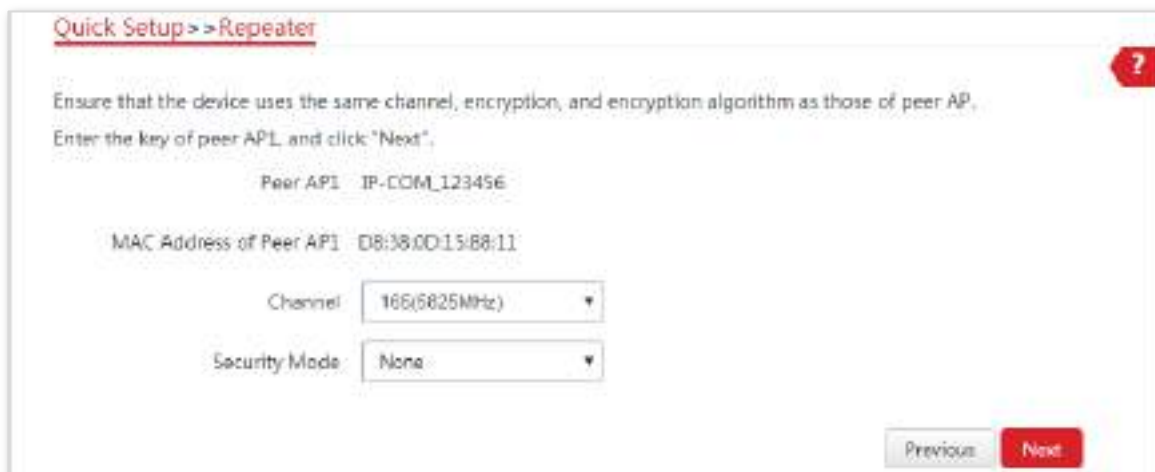 Quick Setup>>Repeater
?
Ensure that the device uses the same channel, encryption, and encryption algorithm as those of peer AP.
Enter the key of peer AP1, and click "Next".
Peer AP1 IP-COM_123456
MAC Address of Peer AP1 D8:38:0D:15:88:11
Channel 165(5825MHz)
Security Mode None
Previous Next